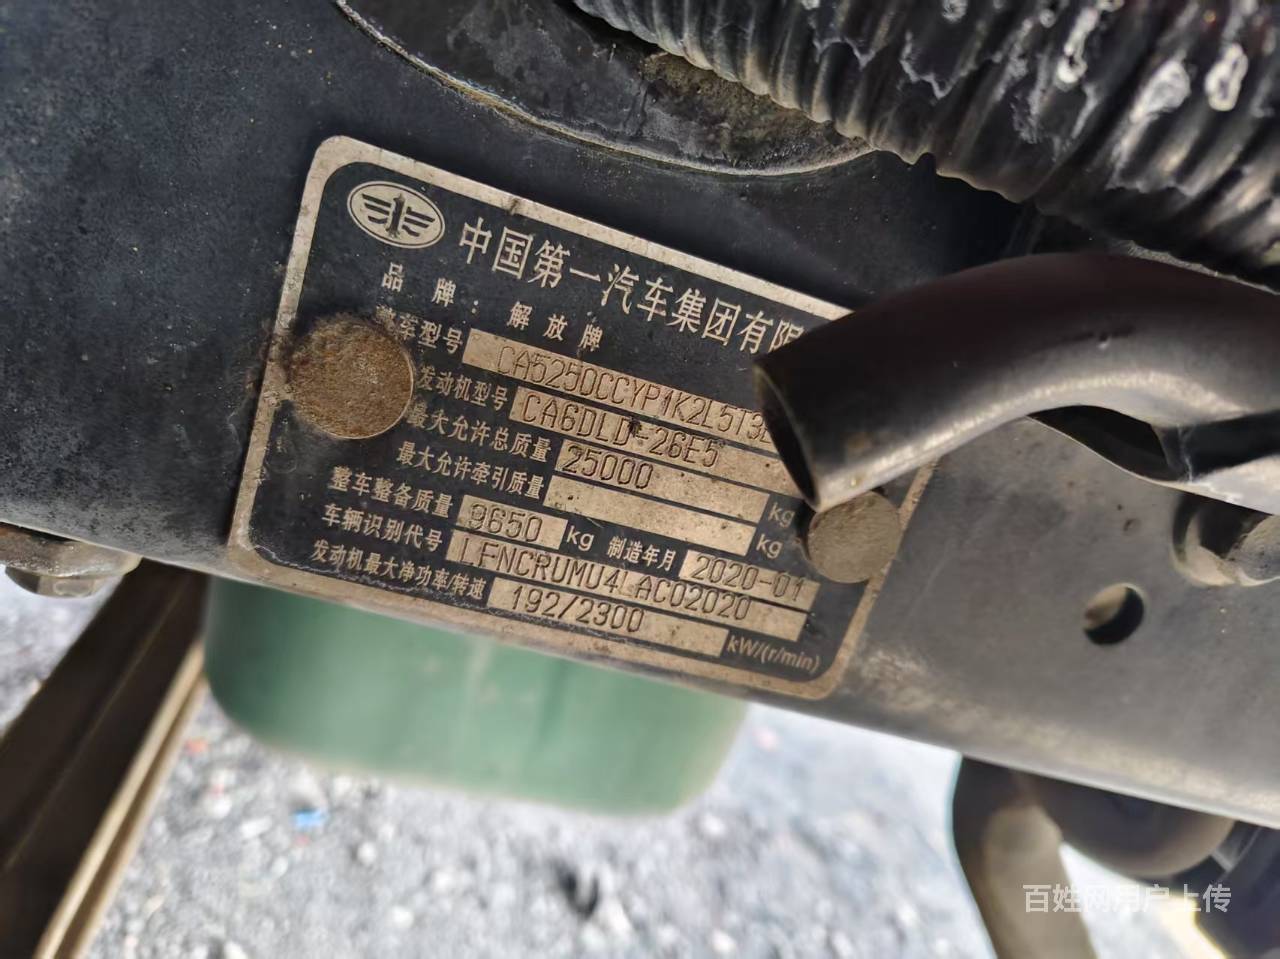 中国第一汽车集团有限
品牌：解放牌
整车型号 CA5250CCYP1K2L5T3E
发动机型号 CA6DLD-26E5
最大允许总质量 25000 kg
最大允许牵引质量 kg
整车整备质量 9650 kg 制造年月 2020-01
车辆识别代号 LFNCRUMU4LAC02020
发动机最大净功率/转速 192/2300 kW/(r/min)
百姓网用户上传